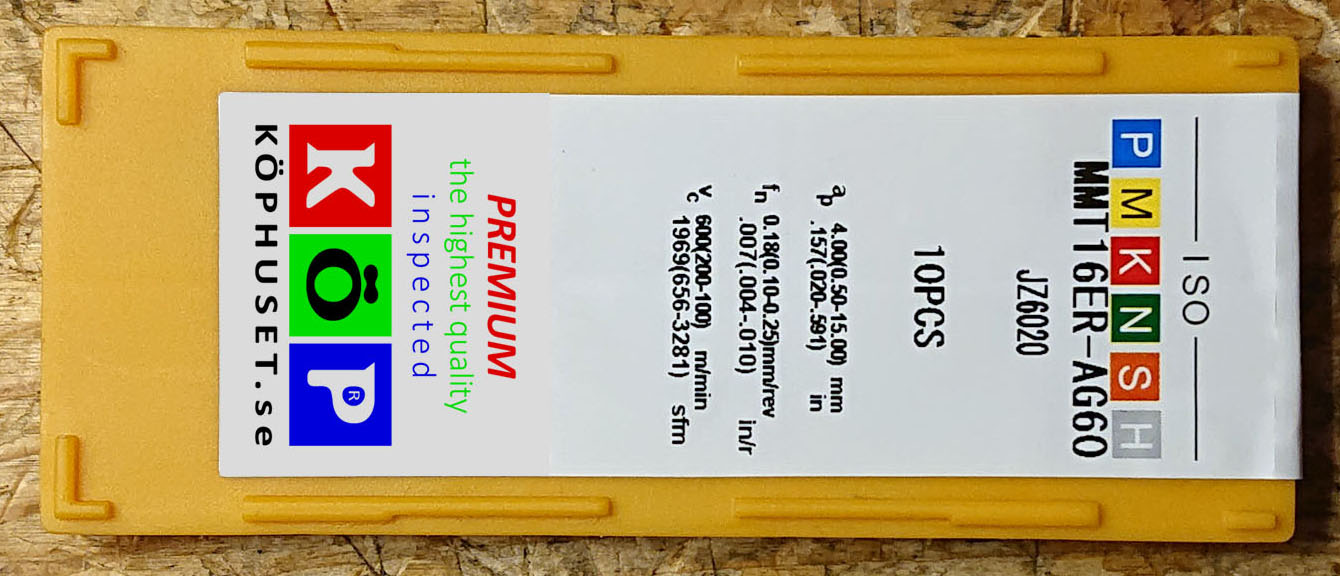 ISO
P M K N S H
MMT16ER-AG60
JZ6020
10PCS
ap 4.00(0.50-15.00) mm
.157(.020-.591) in
fn 0.18(0.10-0.25)mm/rev
.007(.004-.010) in/r
vc 600(200-100) m/min
1969(656-3281) sfm
PREMIUM
the highest quality
inspected
KÖP®
KÖPHUSET.se